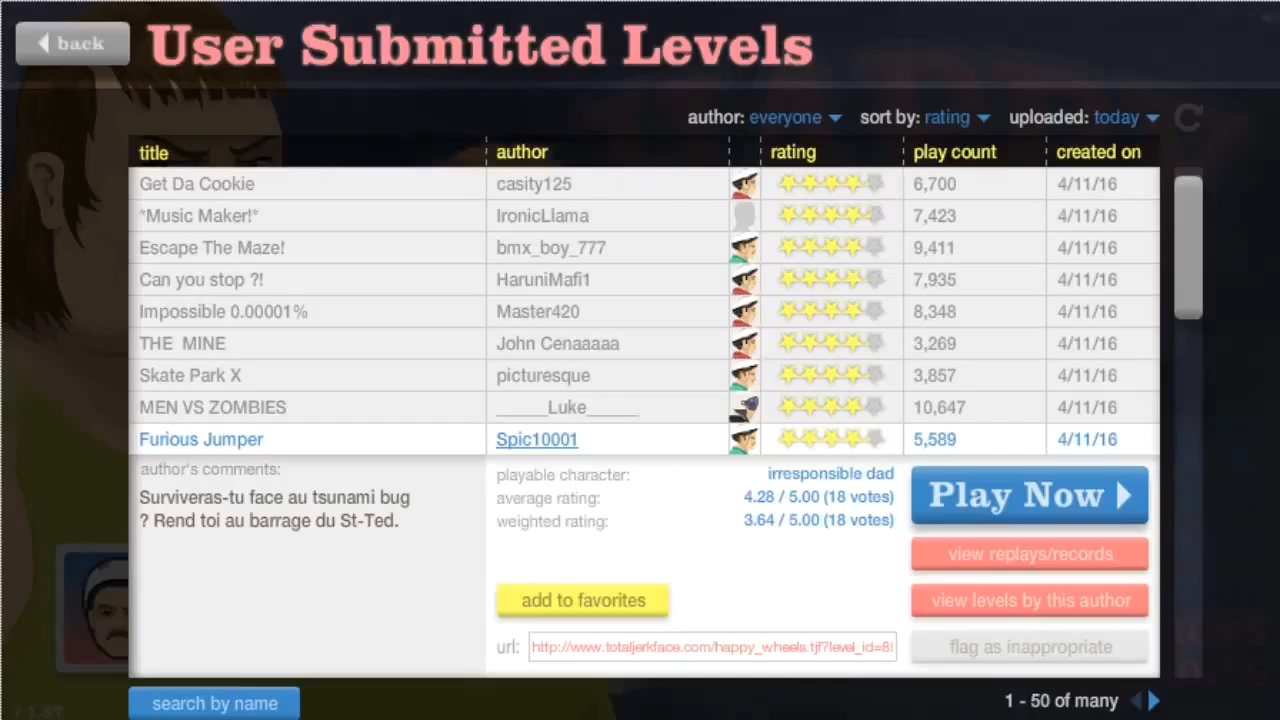 back
User Submitted Levels
author: everyone sort by: rating uploaded: today
title author rating play count created on
Get Da Cookie casity125 6,700 4/11/16
*Music Maker!* IronicLlama 7,423 4/11/16
Escape The Maze! bmx_boy_777 9,411 4/11/16
Can you stop ?! HaruniMafi1 7,935 4/11/16
Impossible 0.00001% Master420 8,348 4/11/16
THE MINE John Cenaaaaa 3,269 4/11/16
Skate Park X picturesque 3,857 4/11/16
MEN VS ZOMBIES ______Luke______ 10,647 4/11/16
Furious Jumper Spic10001 5,589 4/11/16
author's comments:
Surviveras-tu face au tsunami bug
? Rend toi au barrage du St-Ted.
playable character: irresponsible dad
average rating: 4.28 / 5.00 (18 votes)
weighted rating: 3.64 / 5.00 (18 votes)
add to favorites
url: http://www.totaljerkface.com/happy_wheels.tjf?level_id=8
Play Now
view replays/records
view levels by this author
flag as inappropriate
search by name
1 - 50 of many